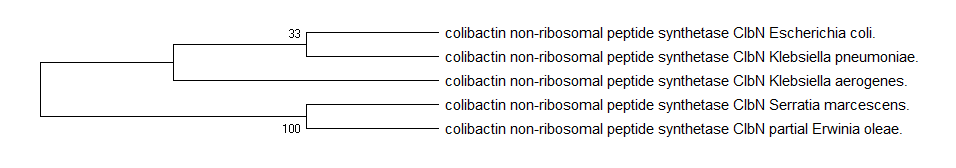 33
colibactin non-ribosomal peptide synthetase ClbN Escherichia coli.
colibactin non-ribosomal peptide synthetase ClbN Klebsiella pneumoniae.
colibactin non-ribosomal peptide synthetase ClbN Klebsiella aerogenes.
colibactin non-ribosomal peptide synthetase ClbN Serratia marcescens.
100
colibactin non-ribosomal peptide synthetase ClbN partial Erwinia oleae.